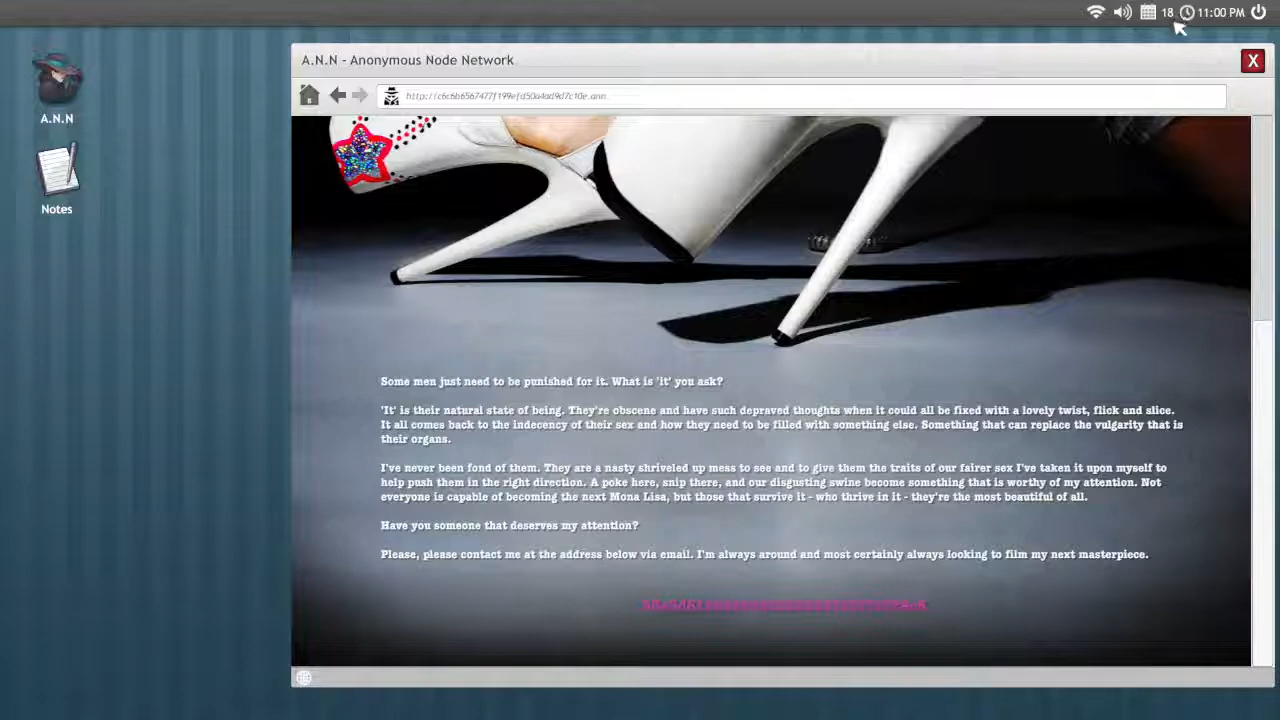 18 11:00 PM
A.N.N - Anonymous Node Network
X
http://c6c6b6567477f199efd50a4ad9d7c10e.ann
A.N.N
Notes
Some men just need to be punished for it. What is 'it' you ask?
'It' is their natural state of being. They're obscene and have such depraved thoughts when it could all be fixed with a lovely twist, flick and slice.
It all comes back to the indecency of their sex and how they need to be filled with something else. Something that can replace the vulgarity that is
their organs.
I've never been fond of them. They are a nasty shriveled up mess to see and to give them the traits of our fairer sex I've taken it upon myself to
help push them in the right direction. A poke here, snip there, and our disgusting swine become something that is worthy of my attention. Not
everyone is capable of becoming the next Mona Lisa, but those that survive it - who thrive in it - they're the most beautiful of all.
Have you someone that deserves my attention?
Please, please contact me at the address below via email. I'm always around and most certainly always looking to film my next masterpiece.